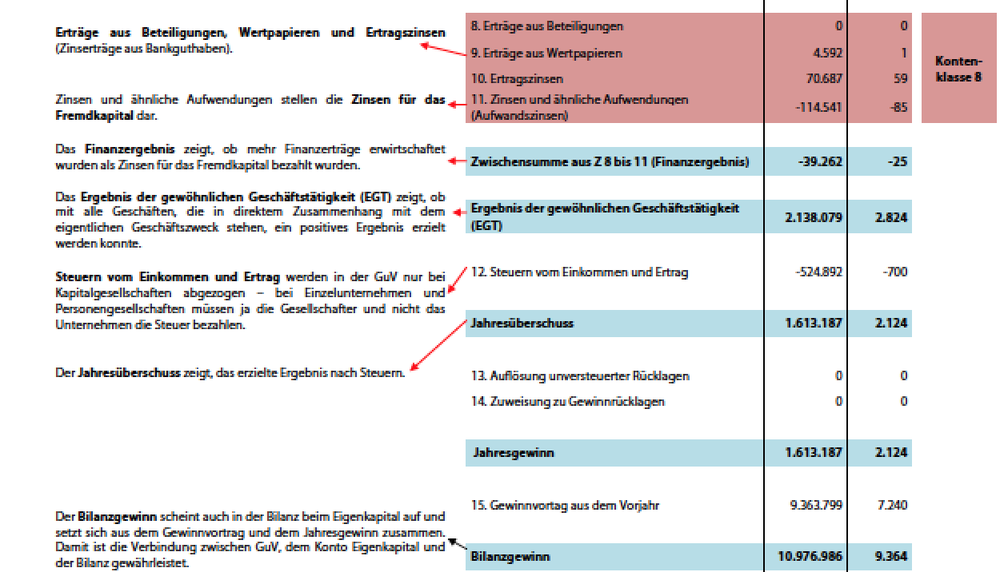 Erträge aus Beteiligungen, Wertpapieren und Ertragszinsen
(Zinserträge aus Bankguthaben).
8. Erträge aus Beteiligungen 0 0
9. Erträge aus Wertpapieren 4.592 1
10. Ertragszinsen 70.687 59
Konten-
klasse 8
Zinsen und ähnliche Aufwendungen stellen die Zinsen für das
Fremdkapital dar.
11. Zinsen und ähnliche Aufwendungen
(Aufwandszinsen) -114.541 -85
Das Finanzergebnis zeigt, ob mehr Finanzerträge erwirtschaftet
wurden als Zinsen für das Fremdkapital bezahlt wurden.
Zwischensumme aus Z 8 bis 11 (Finanzergebnis) -39.262 -25
Das Ergebnis der gewöhnlichen Geschäftstätigkeit (EGT) zeigt, ob
mit alle Geschäften, die in direktem Zusammenhang mit dem
eigentlichen Geschäftszweck stehen, ein positives Ergebnis erzielt
werden konnte.
Ergebnis der gewöhnlichen Geschäftstätigkeit
(EGT) 2.138.079 2.824
Steuern vom Einkommen und Ertrag werden in der GuV nur bei
Kapitalgesellschaften abgezogen – bei Einzelunternehmen und
Personengesellschaften müssen ja die Gesellschafter und nicht das
Unternehmen die Steuer bezahlen.
12. Steuern vom Einkommen und Ertrag -524.892 -700
Jahresüberschuss 1.613.187 2.124
Der Jahresüberschuss zeigt, das erzielte Ergebnis nach Steuern.
13. Auflösung unversteuerter Rücklagen 0 0
14. Zuweisung zu Gewinnrücklagen 0 0
Jahresgewinn 1.613.187 2.124
15. Gewinnvortag aus dem Vorjahr 9.363.799 7.240
Der Bilanzgewinn scheint auch in der Bilanz beim Eigenkapital auf und
setzt sich aus dem Gewinnvortrag und dem Jahresgewinn zusammen.
Damit ist die Verbindung zwischen GuV, dem Konto Eigenkapital und
der Bilanz gewährleistet.
Bilanzgewinn 10.976.986 9.364